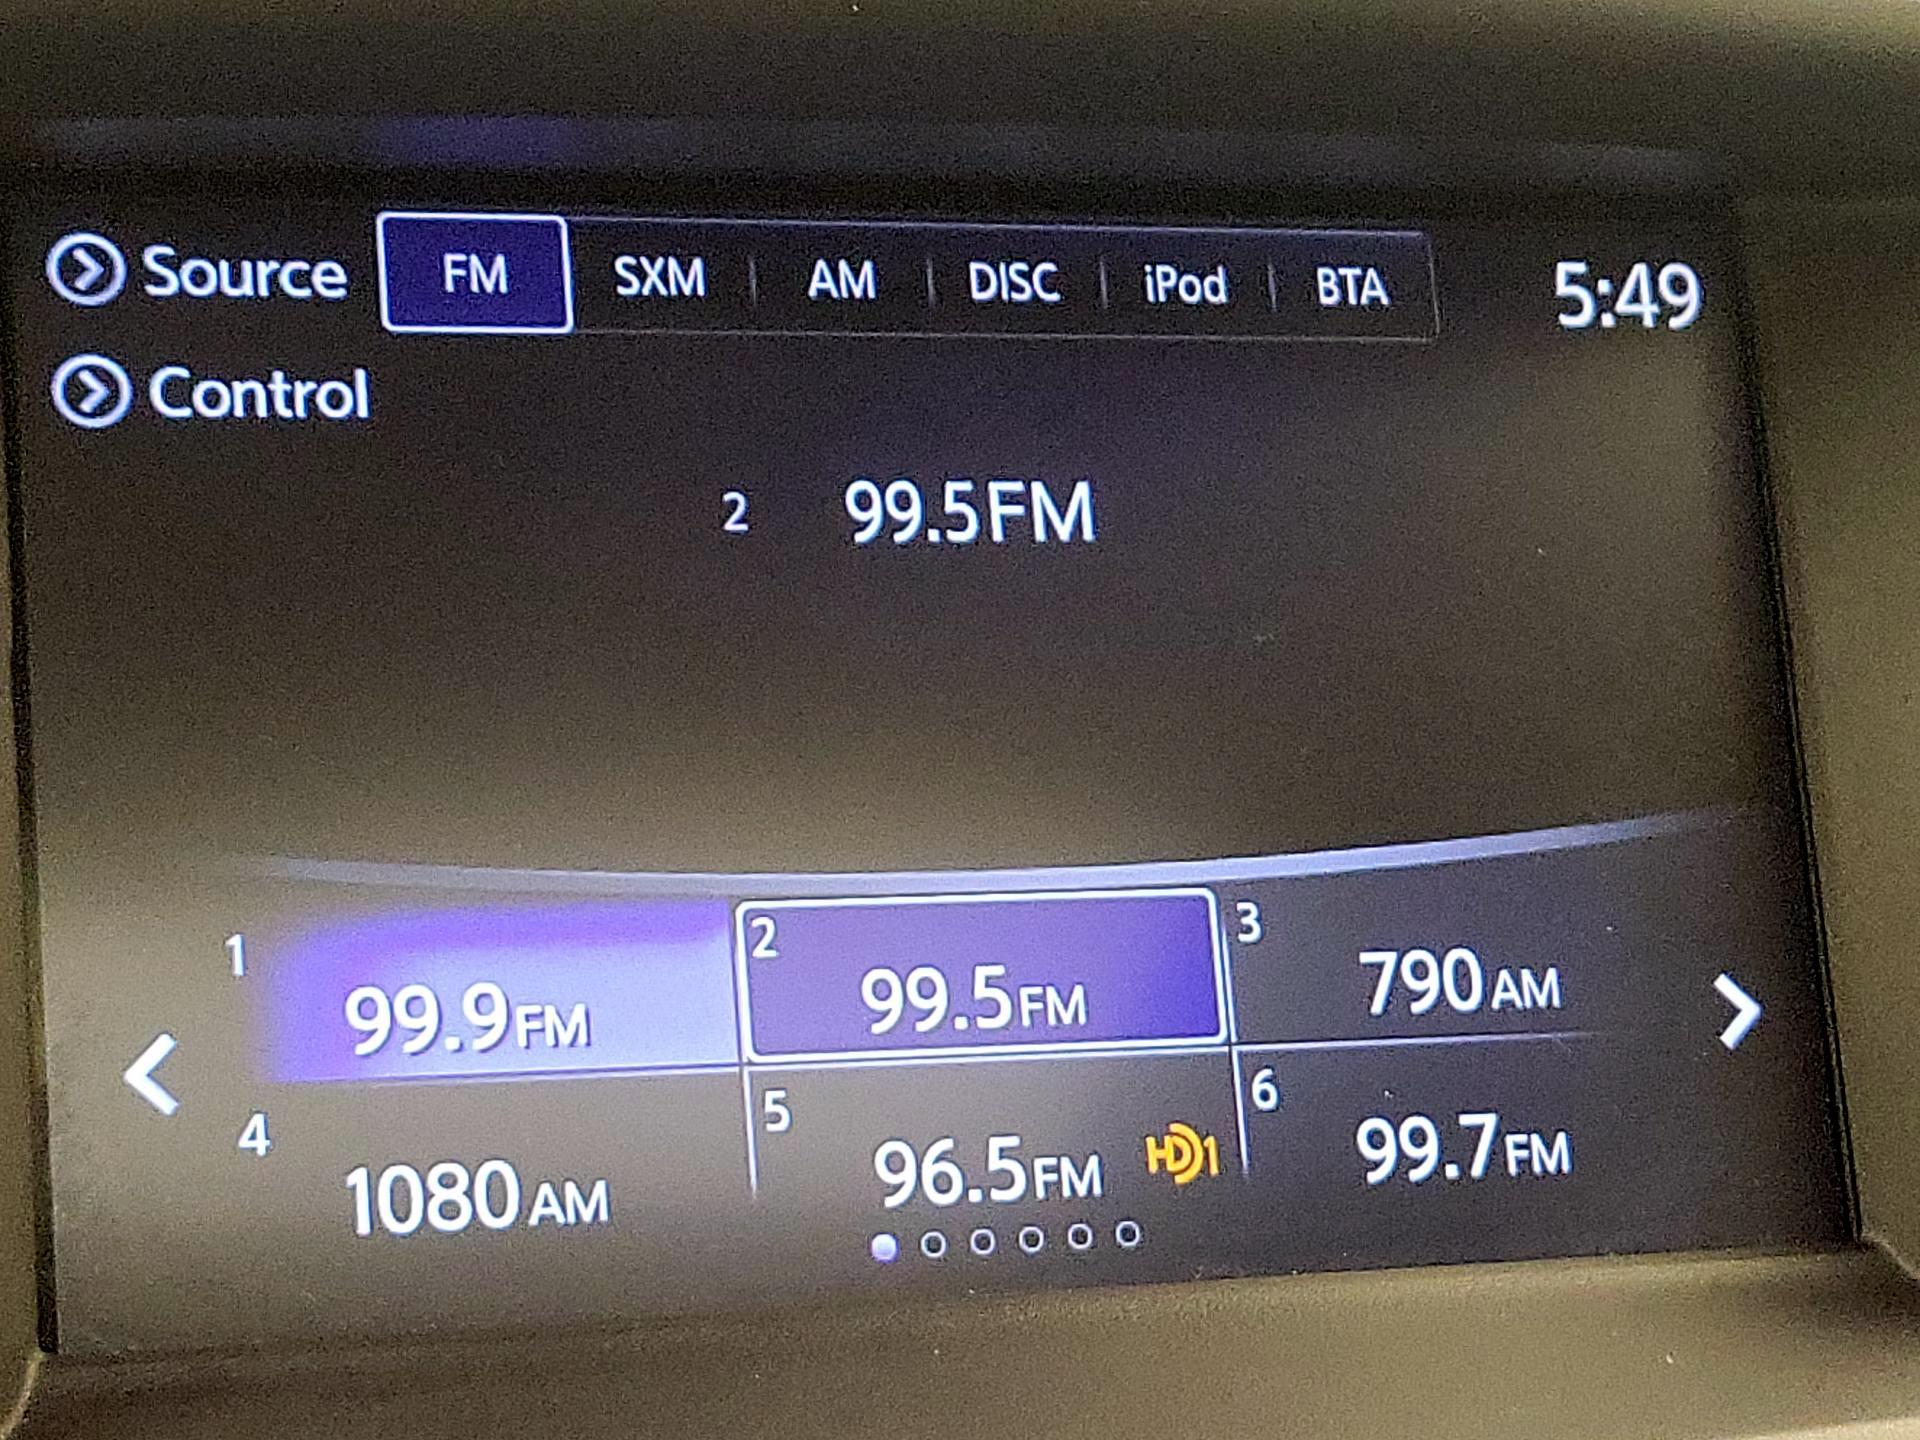 Source FM SXM AM DISC iPod BTA 5:49
Control
2 99.5FM
1 99.9FM 2 99.5FM 3 790AM
4 1080AM 5 96.5FM HD1 6 99.7FM